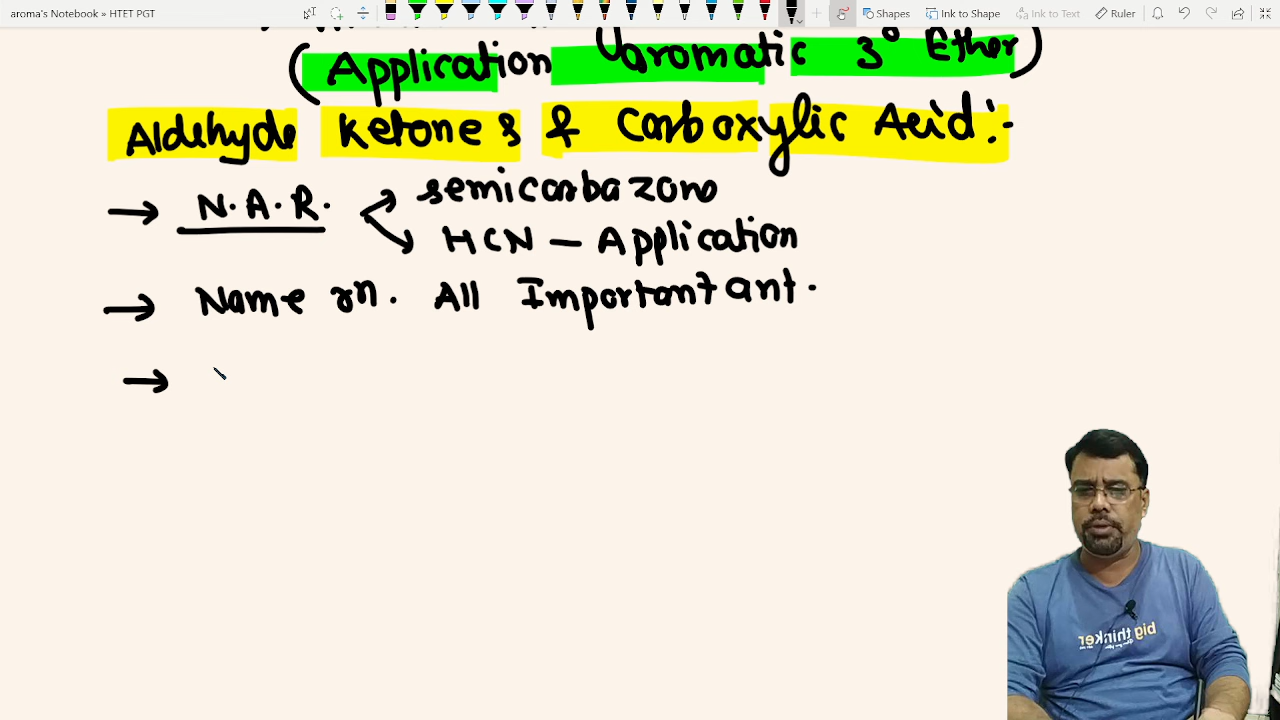 aroma's Notebook » HTET PGT
Shapes Ink to Shape Ink to Text Ruler
(Application aromatic 3° Ether)
Aldehyde Ketones & Carboxylic Acid :-
→ N.A.R. semicarbazone
HCN - Application
→ Name rn. All Importantant.
→
big thinker